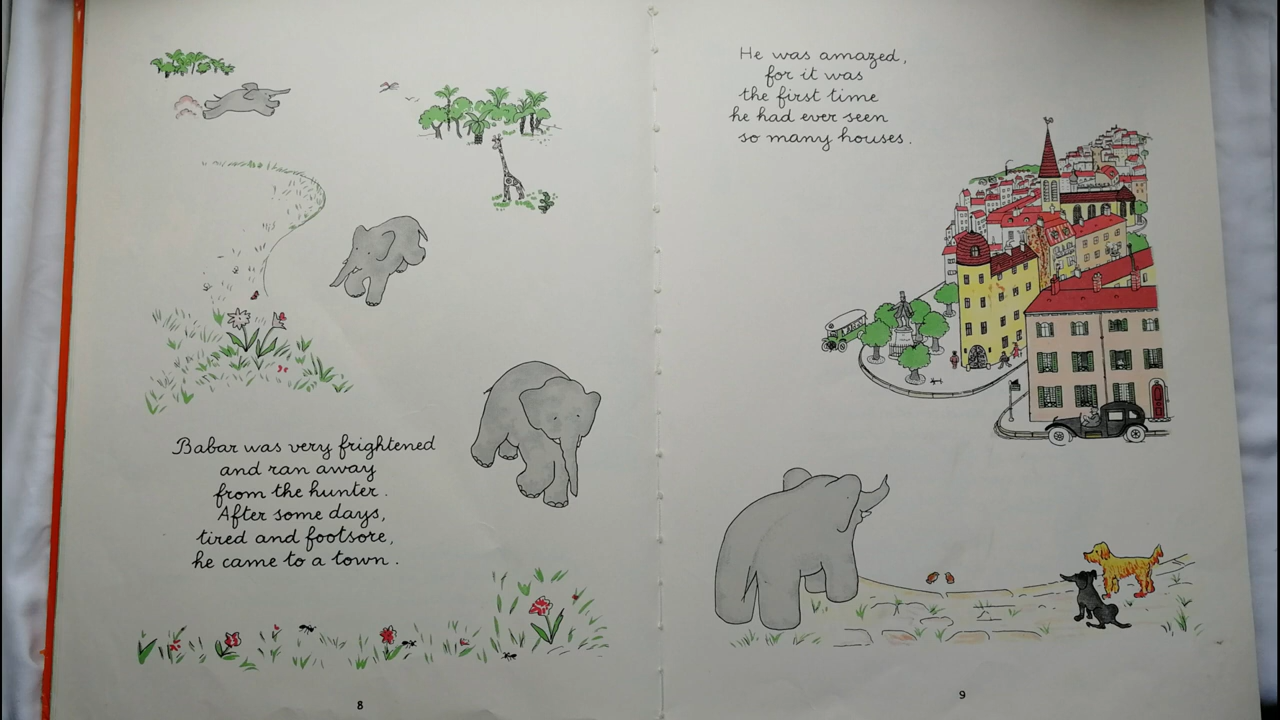 Babar was very frightened
and ran away
from the hunter.
After some days,
tired and footsore,
he came to a town.
8
He was amazed,
for it was
the first time
he had ever seen
so many houses.
9